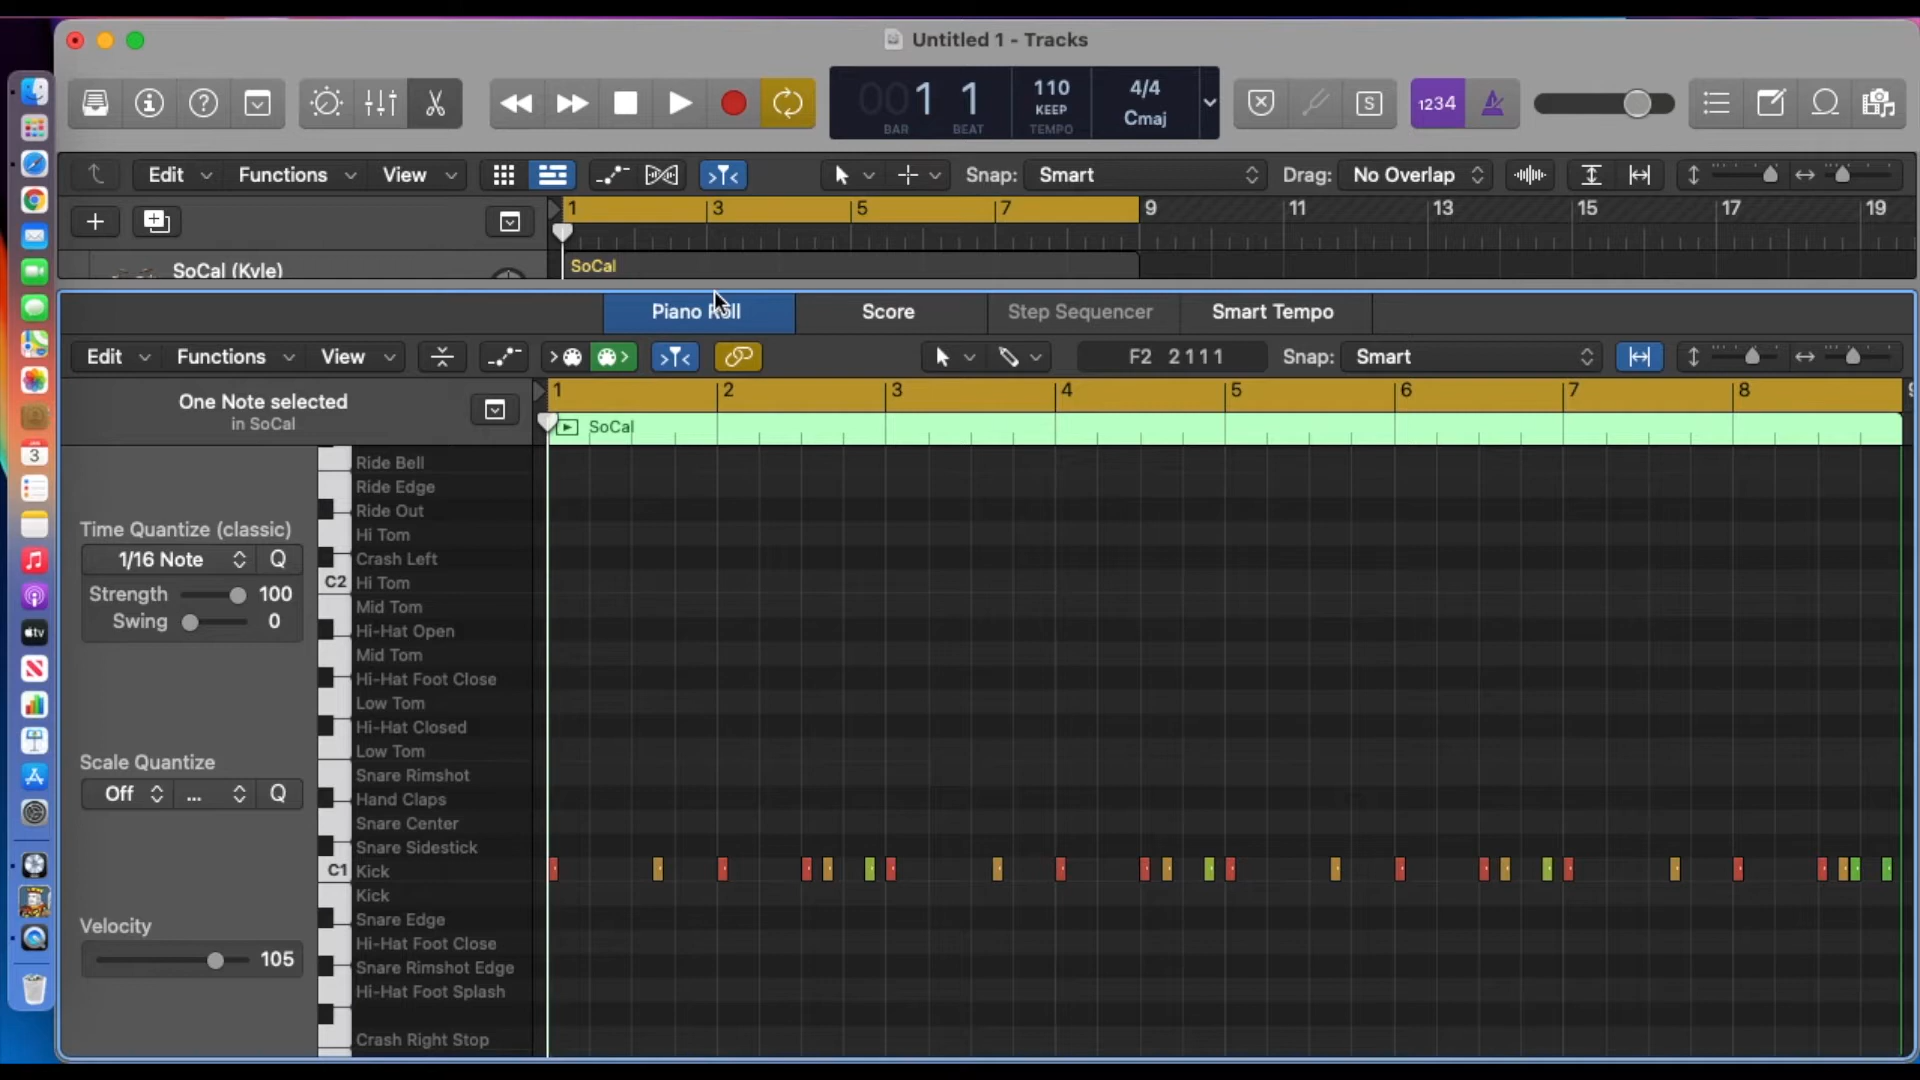 Untitled 1 - Tracks
001 1
BAR BEAT
110
KEEP
TEMPO
4/4
Cmaj
S
1234
Edit Functions View Snap: Smart Drag: No Overlap
1 3 5 7 9 11 13 15 17 19
SoCal (Kyle)
SoCal
Piano Roll Score Step Sequencer Smart Tempo
Edit Functions View F2 2 1 1 1 Snap: Smart
1 2 3 4 5 6 7 8 9
One Note selected
in SoCal
SoCal
Time Quantize (classic)
1/16 Note Q
Strength 100
Swing 0
Scale Quantize
Off ... Q
Velocity
105
Ride Bell
Ride Edge
Ride Out
Hi Tom
Crash Left
C2 Hi Tom
Mid Tom
Hi-Hat Open
Mid Tom
Hi-Hat Foot Close
Low Tom
Hi-Hat Closed
Low Tom
Snare Rimshot
Hand Claps
Snare Center
Snare Sidestick
C1 Kick
Kick
Snare Edge
Hi-Hat Foot Close
Snare Rimshot Edge
Hi-Hat Foot Splash
Crash Right Stop
3
tv